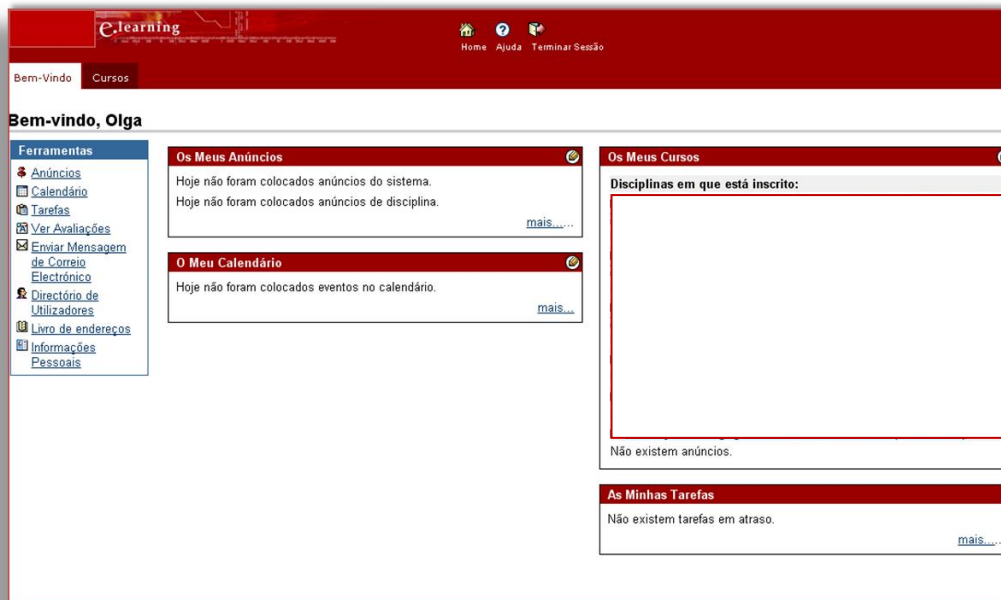 e.learning
Home Ajuda Terminar Sessão
Bem-Vindo Cursos
Bem-vindo, Olga
Ferramentas
Anúncios
Calendário
Tarefas
Ver Avaliações
Enviar Mensagem
de Correio
Electrónico
Directório de
Utilizadores
Livro de endereços
Informações
Pessoais
Os Meus Anúncios
Hoje não foram colocados anúncios do sistema.
Hoje não foram colocados anúncios de disciplina.
mais......
O Meu Calendário
Hoje não foram colocados eventos no calendário.
mais...
Os Meus Cursos
Disciplinas em que está inscrito:
Não existem anúncios.
As Minhas Tarefas
Não existem tarefas em atraso.
mais.....